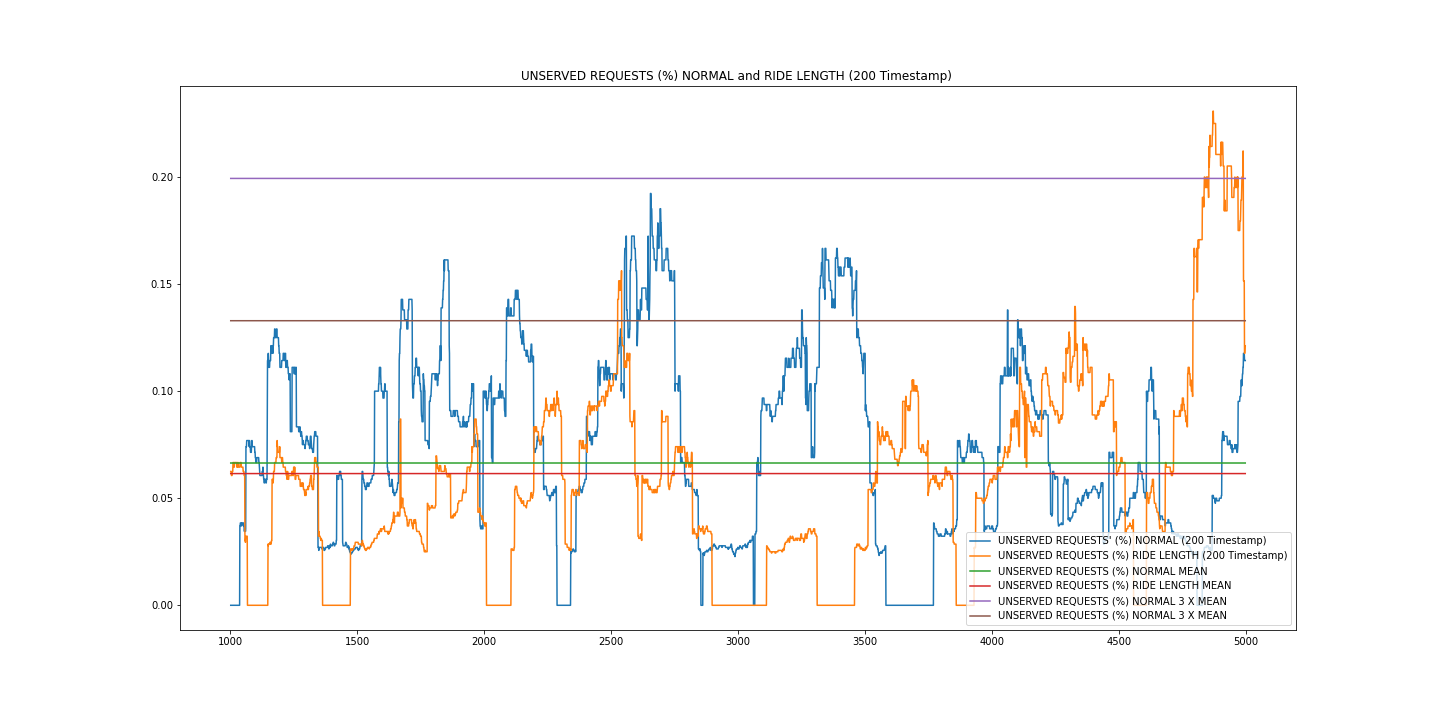 UNSERVED REQUESTS (%) NORMAL and RIDE LENGTH (200 Timestamp)
0.20
0.15
0.10
0.05
0.00
UNSERVED REQUESTS' (%) NORMAL (200 Timestamp)
UNSERVED REQUESTS (%) RIDE LENGTH (200 Timestamp)
UNSERVED REQUESTS (%) NORMAL MEAN
UNSERVED REQUESTS (%) RIDE LENGTH MEAN
UNSERVED REQUESTS (%) NORMAL 3 X MEAN
UNSERVED REQUESTS (%) NORMAL 3 X MEAN
1000 1500 2000 2500 3000 3500 4000 4500 5000